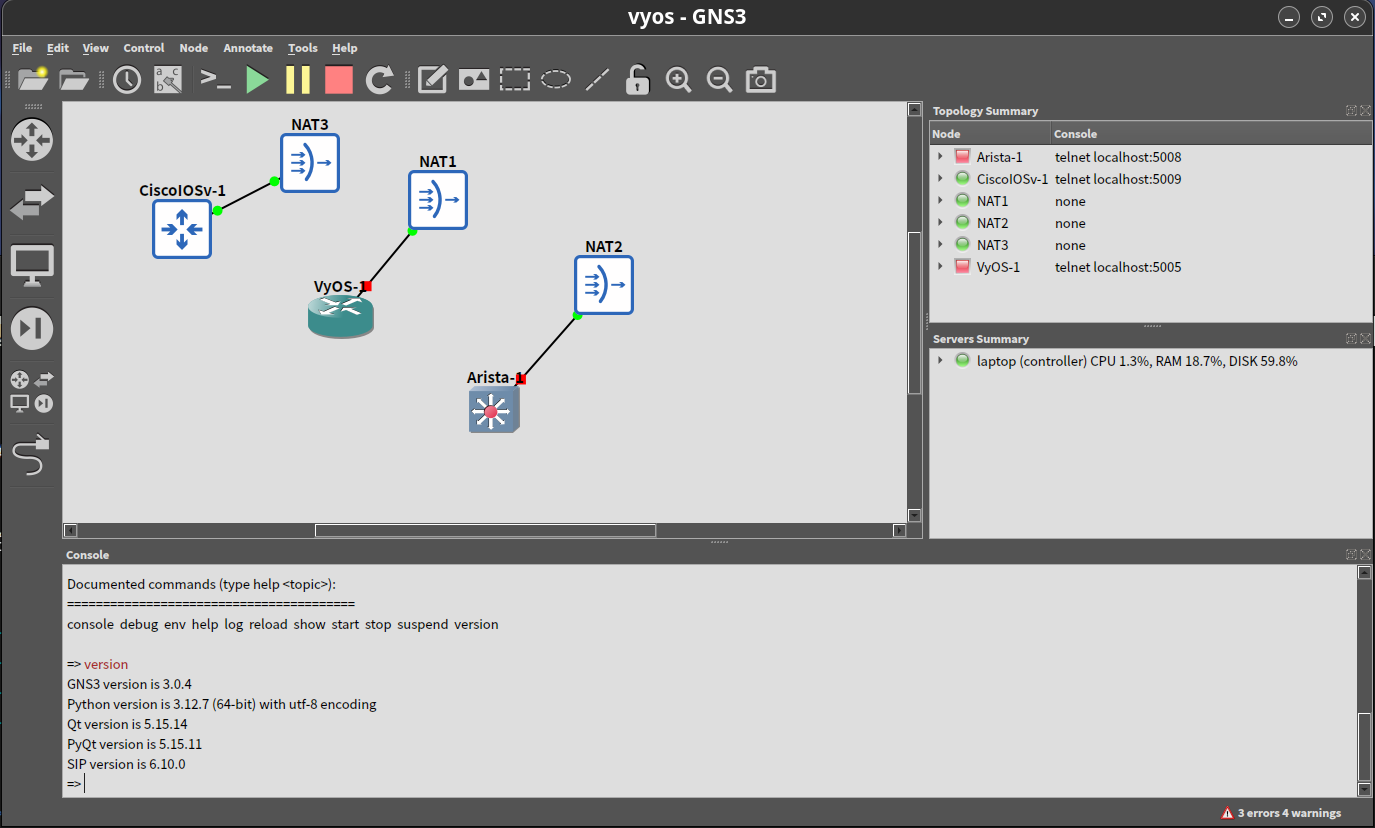 vyos - GNS3
File Edit View Control Node Annotate Tools Help
NAT3
NAT1
CiscoIOSv-1
NAT2
VyOS-1
Arista-1
Topology Summary
Node Console
Arista-1 telnet localhost:5008
CiscoIOSv-1 telnet localhost:5009
NAT1 none
NAT2 none
NAT3 none
VyOS-1 telnet localhost:5005
Servers Summary
laptop (controller) CPU 1.3%, RAM 18.7%, DISK 59.8%
Console
Documented commands (type help <topic>):
========================================
console debug env help log reload show start stop suspend version
=> version
GNS3 version is 3.0.4
Python version is 3.12.7 (64-bit) with utf-8 encoding
Qt version is 5.15.14
PyQt version is 5.15.11
SIP version is 6.10.0
=>
3 errors 4 warnings